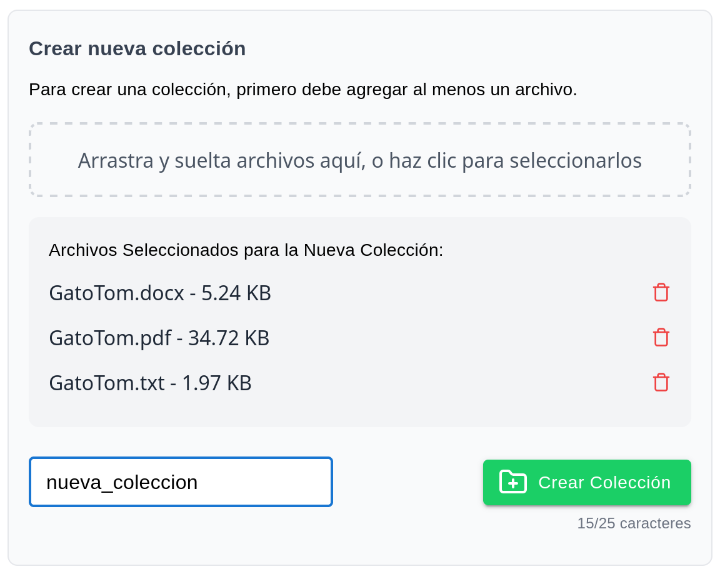 Crear nueva colección
Para crear una colección, primero debe agregar al menos un archivo.
Arrastra y suelta archivos aquí, o haz clic para seleccionarlos
Archivos Seleccionados para la Nueva Colección:
GatoTom.docx - 5.24 KB
GatoTom.pdf - 34.72 KB
GatoTom.txt - 1.97 KB
nueva_coleccion
Crear Colección
15/25 caracteres